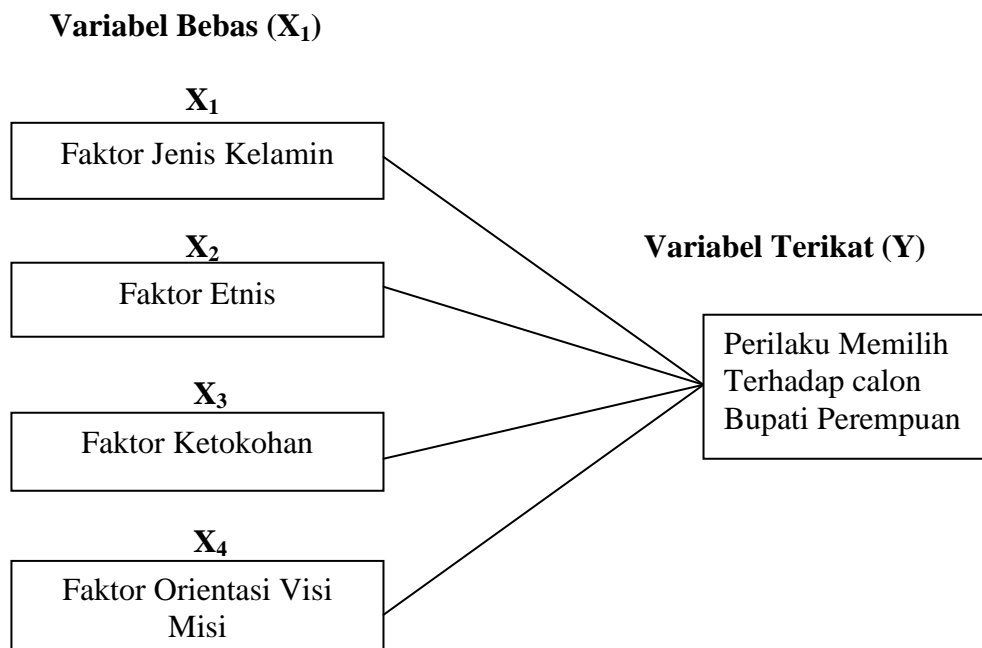 Variabel Bebas (X₁)
X₁
Faktor Jenis Kelamin
X₂
Faktor Etnis
X₃
Faktor Ketokohan
X₄
Faktor Orientasi Visi
Misi
Variabel Terikat (Y)
Perilaku Memilih
Terhadap calon
Bupati Perempuan